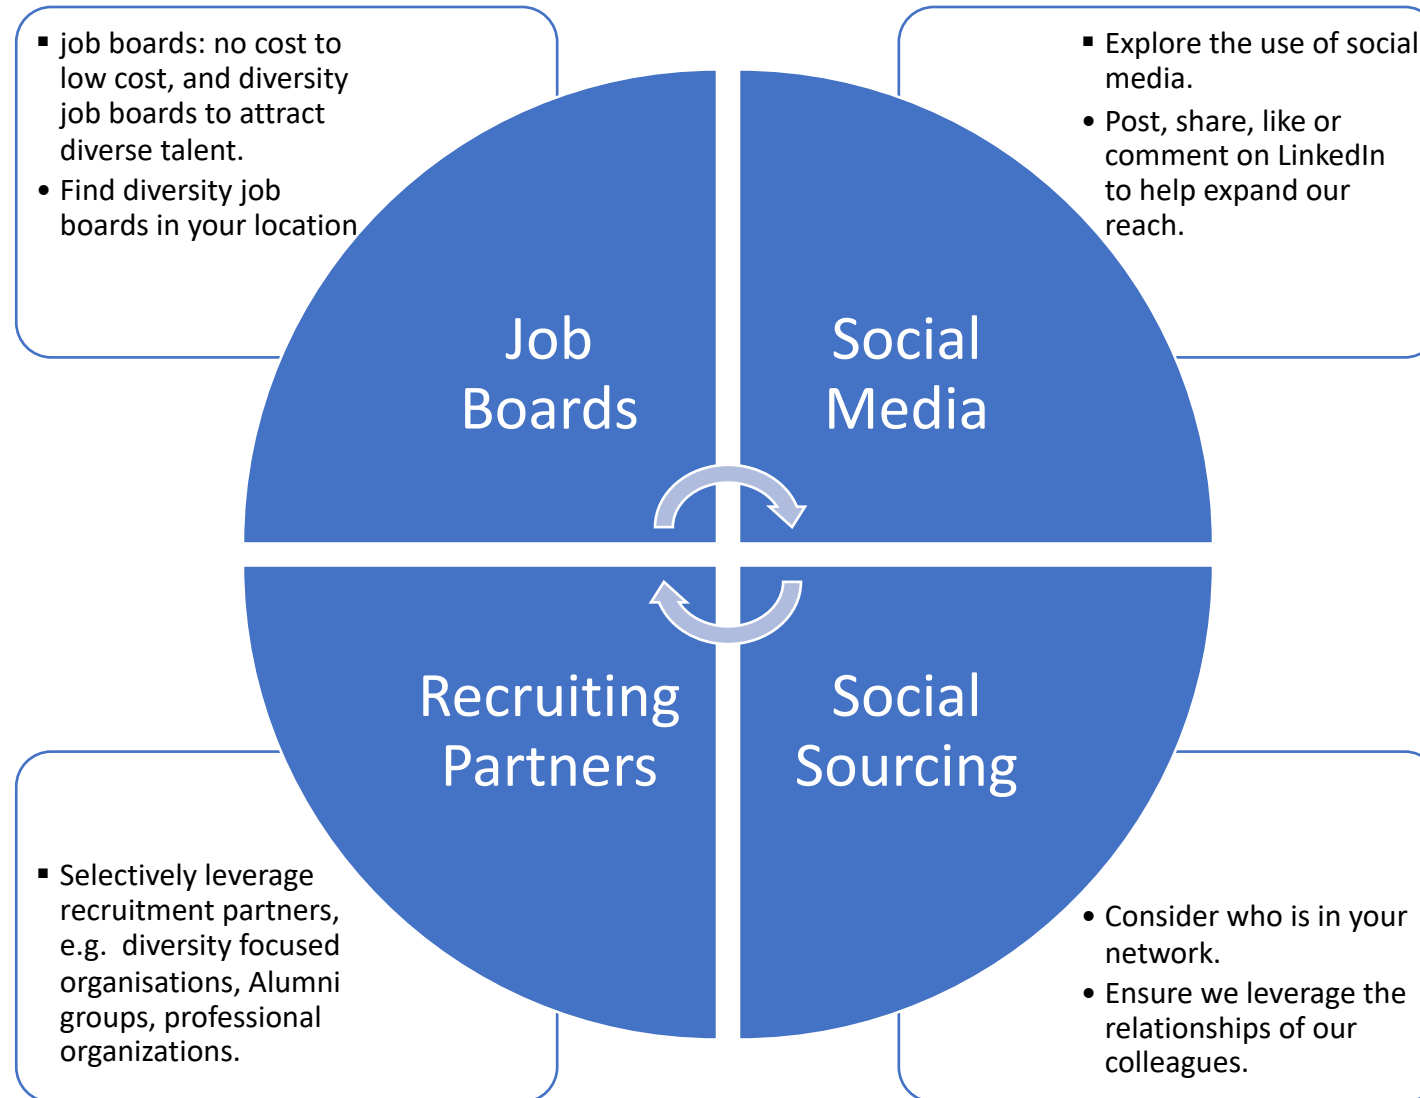 ▪ job boards: no cost to
low cost, and diversity
job boards to attract
diverse talent.
• Find diversity job
boards in your location
▪ Explore the use of social
media.
• Post, share, like or
comment on LinkedIn
to help expand our
reach.
Job
Boards
Social
Media
Recruiting
Partners
Social
Sourcing
▪ Selectively leverage
recruitment partners,
e.g.  diversity focused
organisations, Alumni
groups, professional
organizations.
• Consider who is in your
network.
• Ensure we leverage the
relationships of our
colleagues.